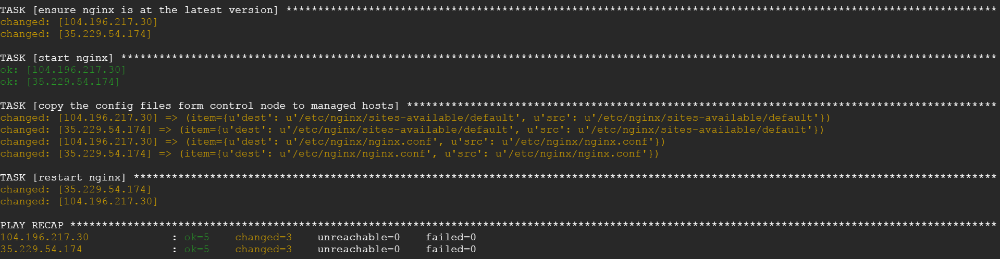 TASK [ensure nginx is at the latest version] ****************************************************************************************************************
changed: [104.196.217.30]
changed: [35.229.54.174]
TASK [start nginx] ******************************************************************************************************************************************
ok: [104.196.217.30]
ok: [35.229.54.174]
TASK [copy the config files form control node to managed hosts] *********************************************************************************************
changed: [104.196.217.30] => (item={u'dest': u'/etc/nginx/sites-available/default', u'src': u'/etc/nginx/sites-available/default'})
changed: [35.229.54.174] => (item={u'dest': u'/etc/nginx/sites-available/default', u'src': u'/etc/nginx/sites-available/default'})
changed: [104.196.217.30] => (item={u'dest': u'/etc/nginx/nginx.conf', u'src': u'/etc/nginx/nginx.conf'})
changed: [35.229.54.174] => (item={u'dest': u'/etc/nginx/nginx.conf', u'src': u'/etc/nginx/nginx.conf'})
TASK [restart nginx] ****************************************************************************************************************************************
changed: [35.229.54.174]
changed: [104.196.217.30]
PLAY RECAP **************************************************************************************************************************************************
104.196.217.30             : ok=5    changed=3    unreachable=0    failed=0
35.229.54.174              : ok=5    changed=3    unreachable=0    failed=0